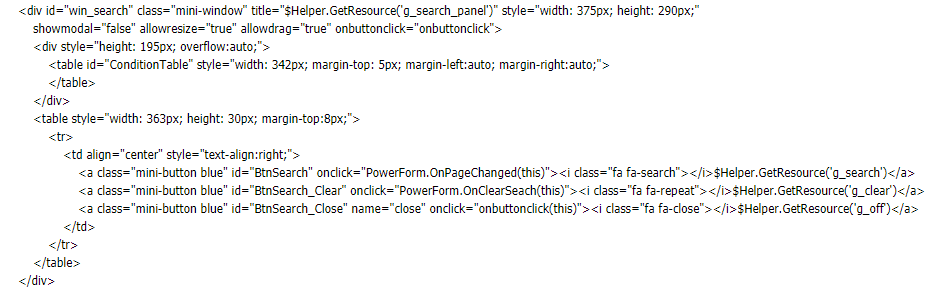 <div id="win_search" class="mini-window" title="$Helper.GetResource('g_search_panel')" style="width: 375px; height: 290px;"
showmodal="false" allowresize="true" allowdrag="true" onbuttonclick="onbuttonclick">
<div style="height: 195px; overflow:auto;">
<table id="ConditionTable" style="width: 342px; margin-top: 5px; margin-left:auto; margin-right:auto;">
</table>
</div>
<table style="width: 363px; height: 30px; margin-top:8px;">
<tr>
<td align="center" style="text-align:right;">
<a class="mini-button blue" id="BtnSearch" onclick="PowerForm.OnPageChanged(this)"><i class="fa fa-search"></i>$Helper.GetResource('g_search')</a>
<a class="mini-button blue" id="BtnSearch_Clear" onclick="PowerForm.OnClearSeach(this)"><i class="fa fa-repeat"></i>$Helper.GetResource('g_clear')</a>
<a class="mini-button blue" id="BtnSearch_Close" name="close" onclick="onbuttonclick(this)"><i class="fa fa-close"></i>$Helper.GetResource('g_off')</a>
</td>
</tr>
</table>
</div>